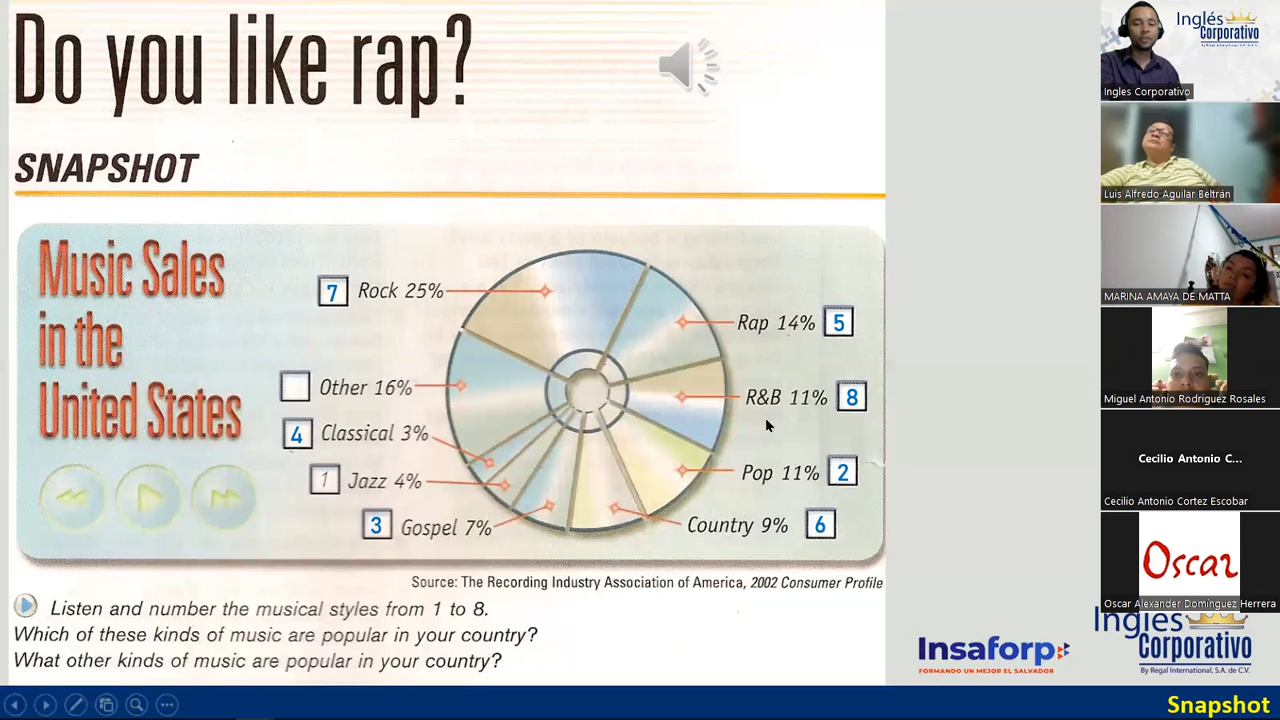 Do you like rap?
SNAPSHOT
Music Sales
in the
United States
7 Rock 25%
Other 16%
4 Classical 3%
1 Jazz 4%
3 Gospel 7%
Rap 14% 5
R&B 11% 8
Pop 11% 2
Country 9% 6
Source: The Recording Industry Association of America, 2002 Consumer Profile
Listen and number the musical styles from 1 to 8.
Which of these kinds of music are popular in your country?
What other kinds of music are popular in your country?
Inglés
Corporativo
By Regal International, S.A. de C.V.
Ingles Corporativo
Luis Alfredo Aguilar Beltrán
MARINA AMAYA DE MATTA
Miguel Antonio Rodriguez Rosales
Cecilio Antonio C...
Cecilio Antonio Cortez Escobar
Oscar
Oscar Alexander Domínguez Herrera
Insaforp
FORMANDO UN MEJOR EL SALVADOR
Inglés
Corporativo
By Regal International, S.A. de C.V.
Snapshot